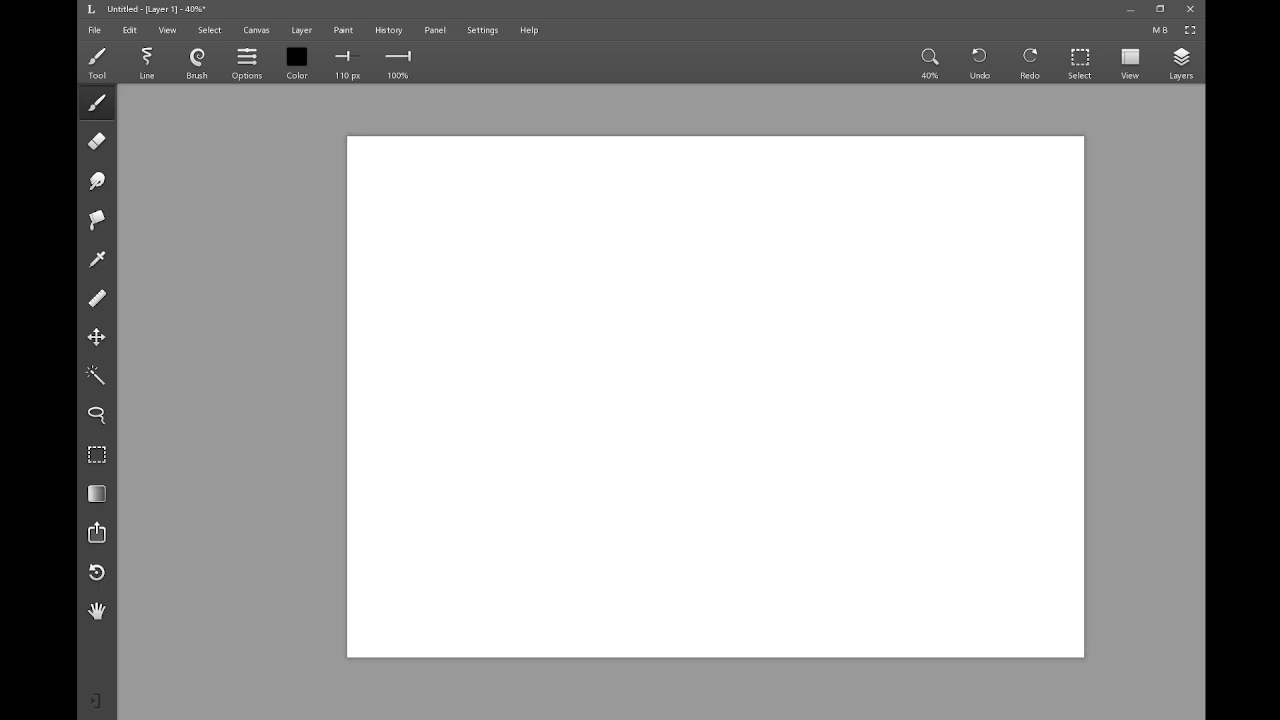 L Untitled - [Layer 1] - 40%*
File Edit View Select Canvas Layer Paint History Panel Settings Help M B
Tool Line Brush Options Color 110 px 100% 40% Undo Redo Select View Layers